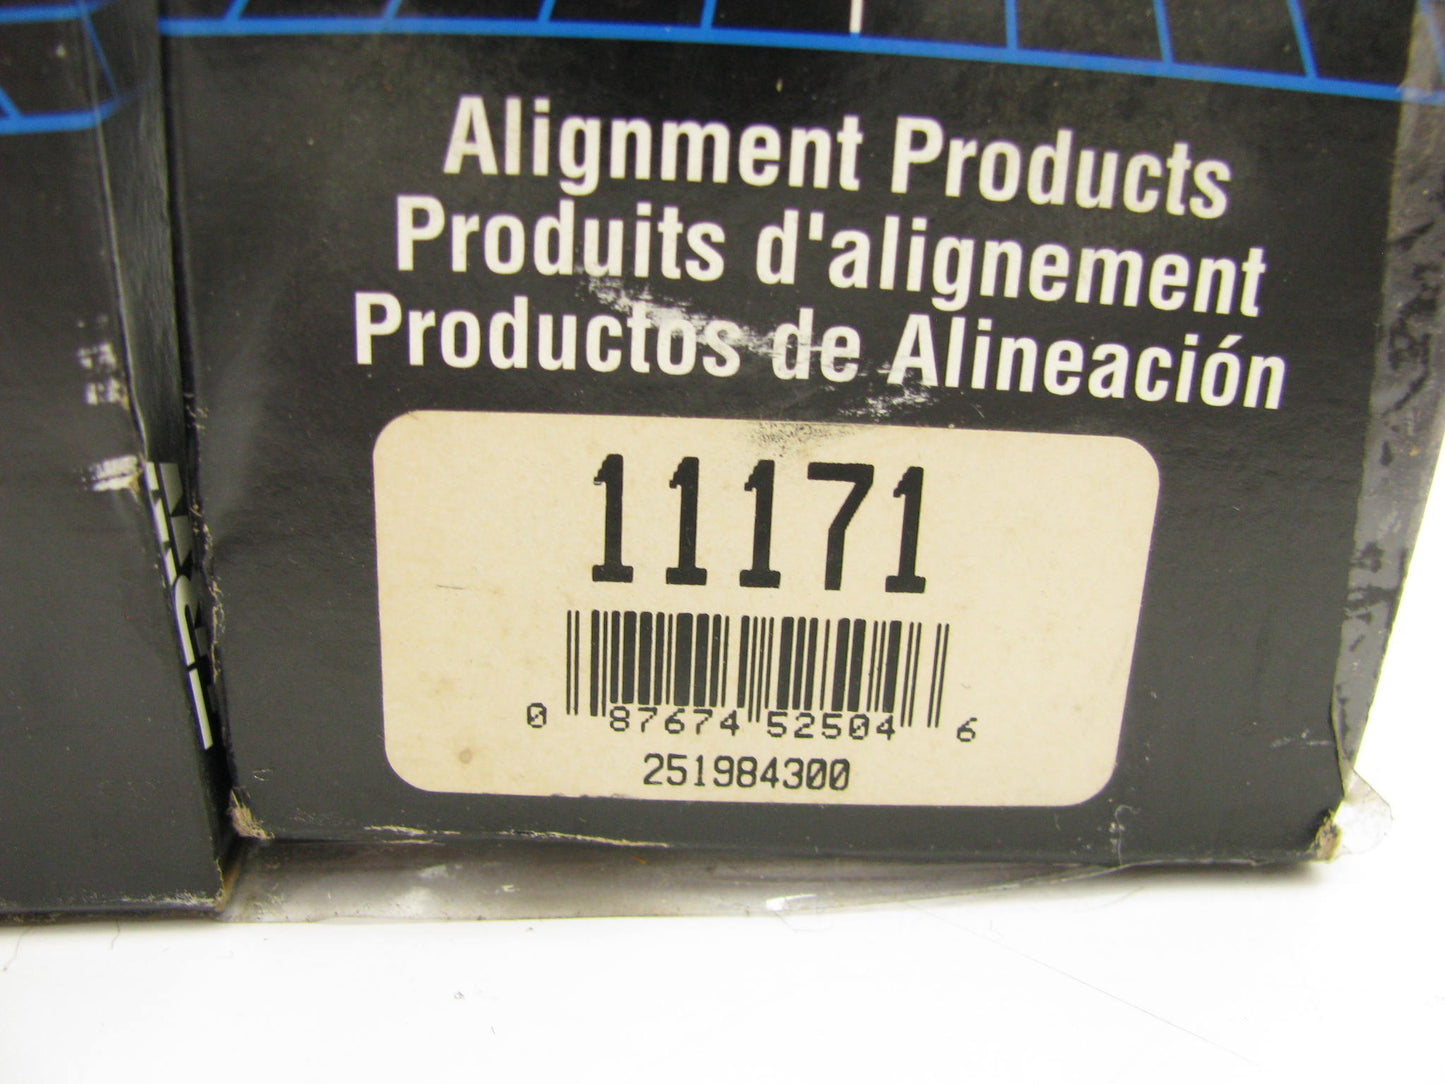 Alignment Products
Produits d'alignement
Productos de Alineación
11171
0 87674 52504 6
251984300